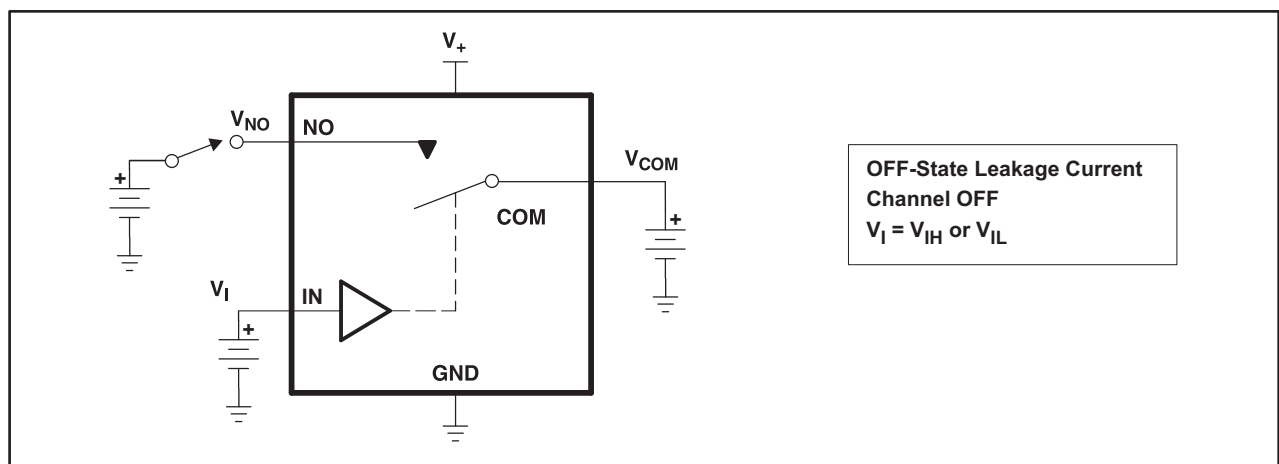 V+
VNO
NO
VCOM
+
COM
+
VI
IN
+
GND
OFF-State Leakage Current
Channel OFF
VI = VIH or VIL